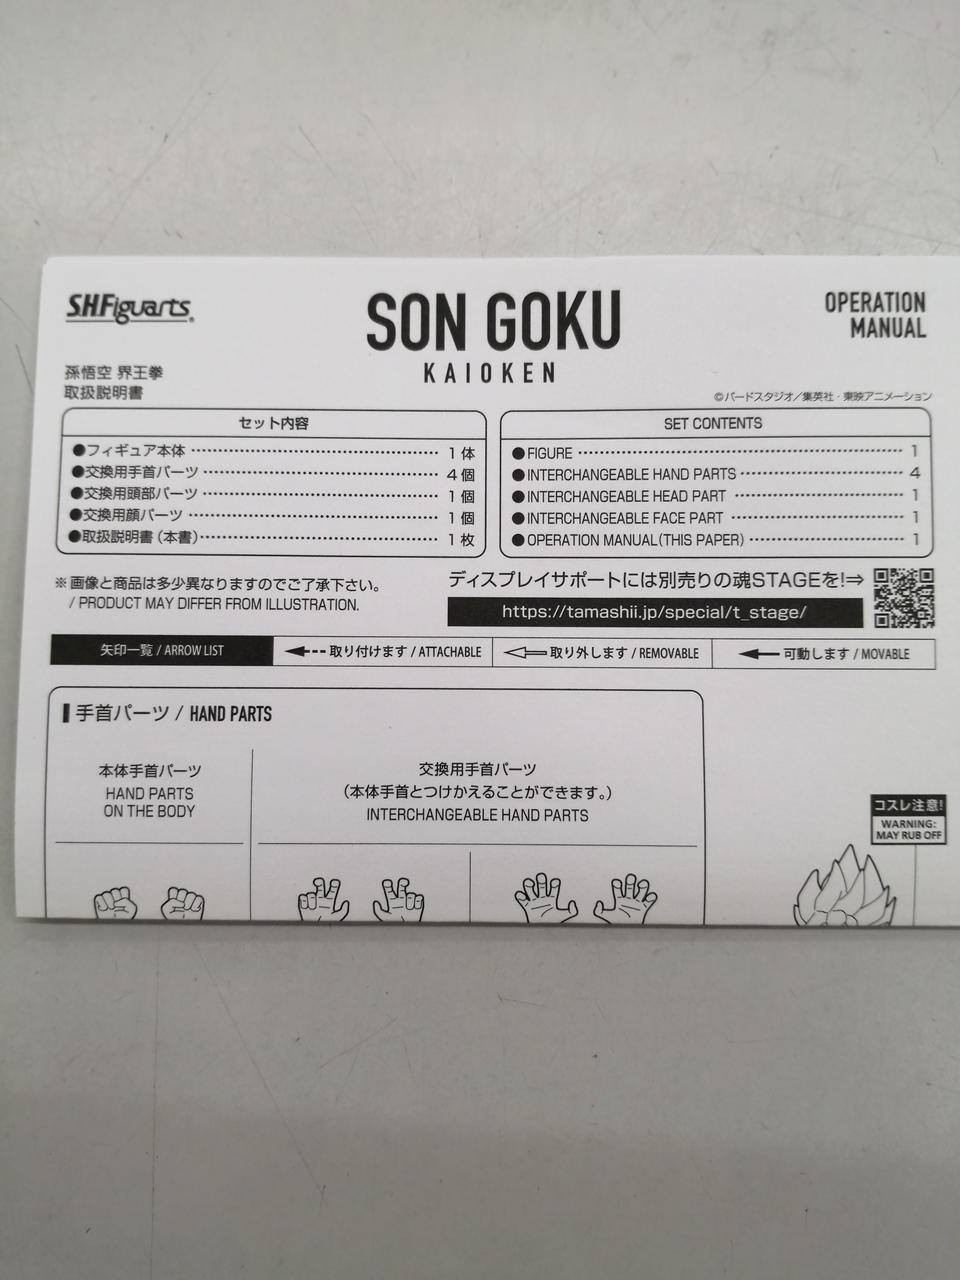 S.H.Figuarts®
SON GOKU
KAIOKEN
OPERATION
MANUAL
孫悟空 界王拳
取扱説明書
©バードスタジオ／集英社・東映アニメーション
セット内容
●フィギュア本体 1体
●交換用手首パーツ 4個
●交換用頭部パーツ 1個
●交換用顔パーツ 1個
●取扱説明書（本書） 1枚
SET CONTENTS
●FIGURE 1
●INTERCHANGEABLE HAND PARTS 4
●INTERCHANGEABLE HEAD PART 1
●INTERCHANGEABLE FACE PART 1
●OPERATION MANUAL(THIS PAPER) 1
※画像と商品は多少異なりますのでご了承下さい。
/ PRODUCT MAY DIFFER FROM ILLUSTRATION.
ディスプレイサポートには別売りの魂STAGEを!⇒
https://tamashii.jp/special/t_stage/
矢印一覧 / ARROW LIST
取り付けます / ATTACHABLE
取り外します / REMOVABLE
可動します / MOVABLE
手首パーツ / HAND PARTS
本体手首パーツ
HAND PARTS
ON THE BODY
交換用手首パーツ
（本体手首とつけかえることができます。）
INTERCHANGEABLE HAND PARTS
コスレ注意!
WARNING:
MAY RUB OFF